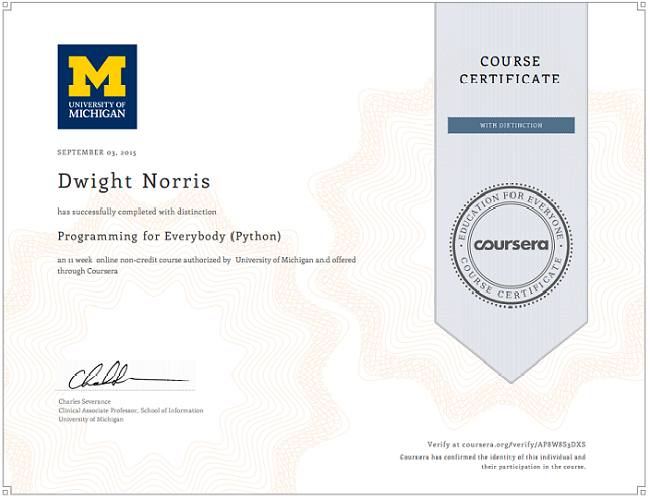 UNIVERSITY OF
MICHIGAN
SEPTEMBER 03, 2015
Dwight Norris
has successfully completed with distinction
Programming for Everybody (Python)
an 11 week online non-credit course authorized by University of Michigan an.d offered
through Coursera
Charles Severance
Clinical Associate Professor, School of Information
University of Michigan
COURSE
CERTIFICATE
WITH DISTINCTION
EDUCATION FOR EVERYONE
coursera
COURSE CERTIFICATE
Verify at coursera.org/verify/AP8W8S3DXS
Coursera has confirmed the identity of this individual and
their participation in the course.